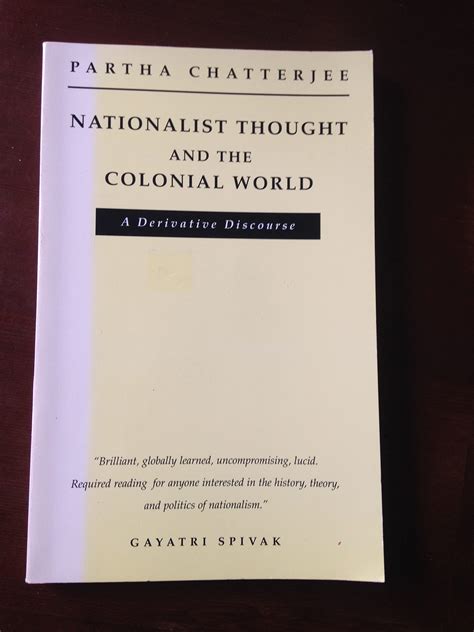 PARTHA CHATTERJEE
NATIONALIST THOUGHT
AND THE
COLONIAL WORLD
A Derivative Discourse
“Brilliant, globally learned, uncompromising, lucid.
Required reading for anyone interested in the history, theory,
and politics of nationalism.”
GAYATRI SPIVAK